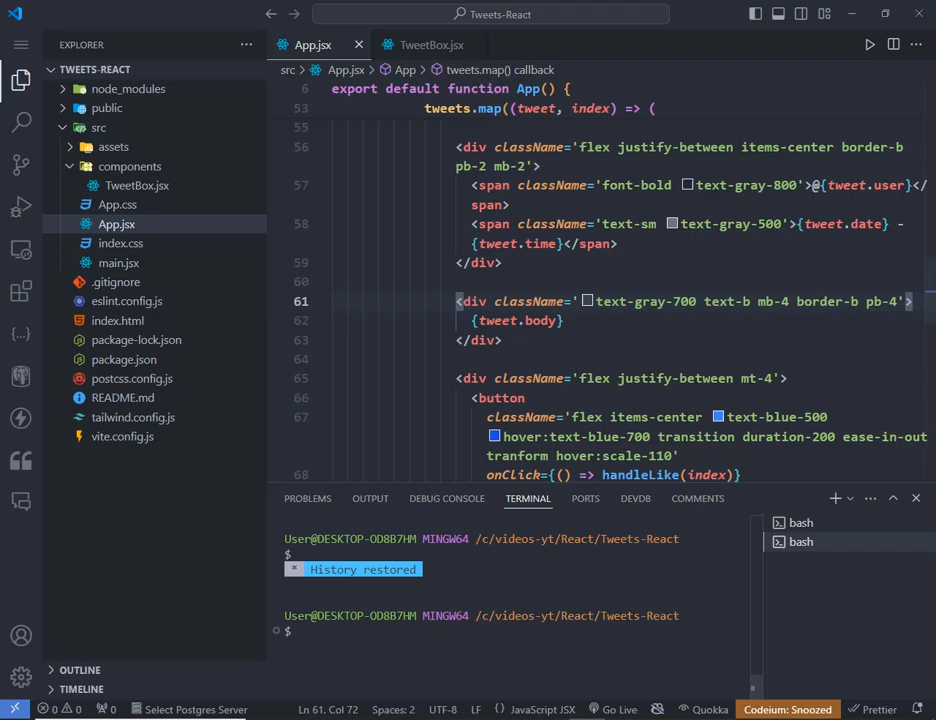 Tweets-React
EXPLORER
TWEETS-REACT
node_modules
public
src
assets
components
TweetBox.jsx
App.css
App.jsx
index.css
main.jsx
.gitignore
eslint.config.js
index.html
package-lock.json
package.json
postcss.config.js
README.md
tailwind.config.js
vite.config.js
OUTLINE
TIMELINE
App.jsx
TweetBox.jsx
src > App.jsx > App > tweets.map() callback
6 export default function App() {
53 tweets.map((tweet, index) => (
55
56 <div className='flex justify-between items-center border-b
pb-2 mb-2'>
57 <span className='font-bold text-gray-800'>@{tweet.user}</
span>
58 <span className='text-sm text-gray-500'>{tweet.date} -
{tweet.time}</span>
59 </div>
60
61 <div className='text-gray-700 text-b mb-4 border-b pb-4'>
62 {tweet.body}
63 </div>
64
65 <div className='flex justify-between mt-4'>
66 <button
67 className='flex items-center text-blue-500
hover:text-blue-700 transition duration-200 ease-in-out
tranform hover:scale-110'
68 onClick={() => handleLike(index)}
PROBLEMS OUTPUT DEBUG CONSOLE TERMINAL PORTS DEVDB COMMENTS
User@DESKTOP-OD8B7HM MINGW64 /c/videos-yt/React/Tweets-React
$
* History restored
User@DESKTOP-OD8B7HM MINGW64 /c/videos-yt/React/Tweets-React
$
bash
bash
0 0 0 Select Postgres Server Ln 61, Col 72 Spaces: 2 UTF-8 LF {} JavaScript JSX Go Live Quokka Codeium: Snoozed Prettier